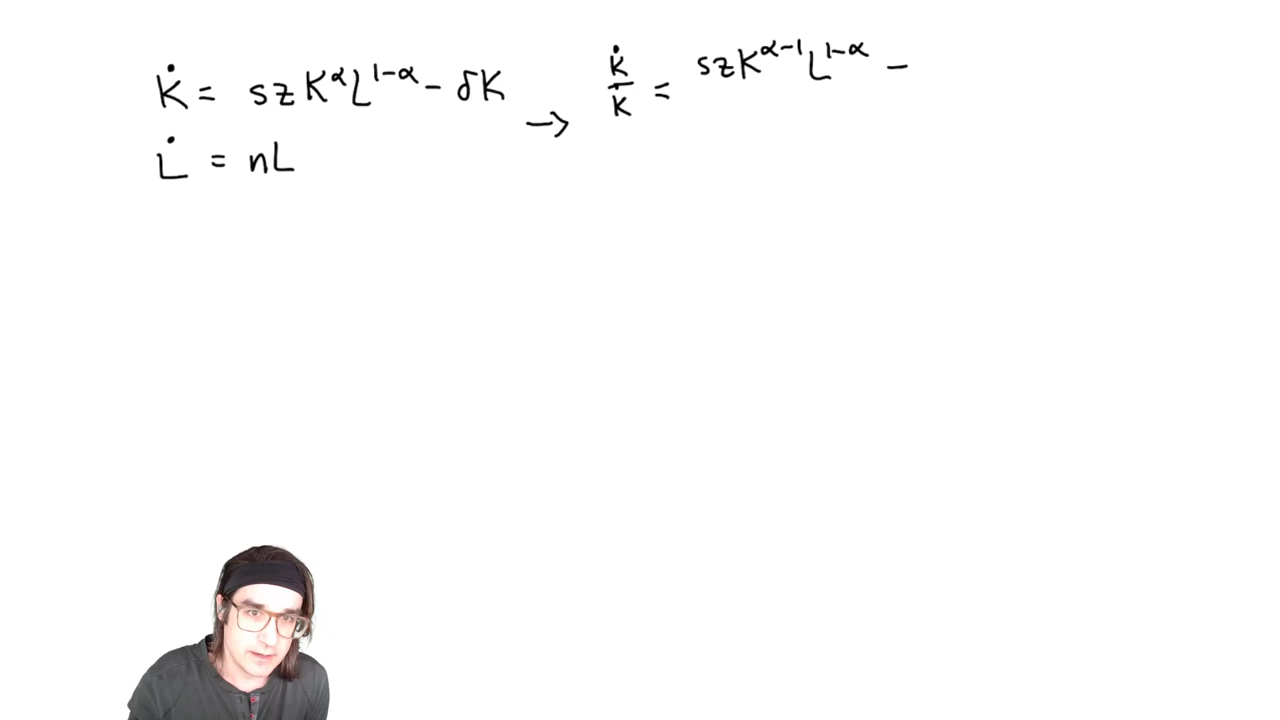 K̇ = szK^α L^{1-α} - δK
→ K̇/K = szK^{α-1} L^{1-α} -
L̇ = nL